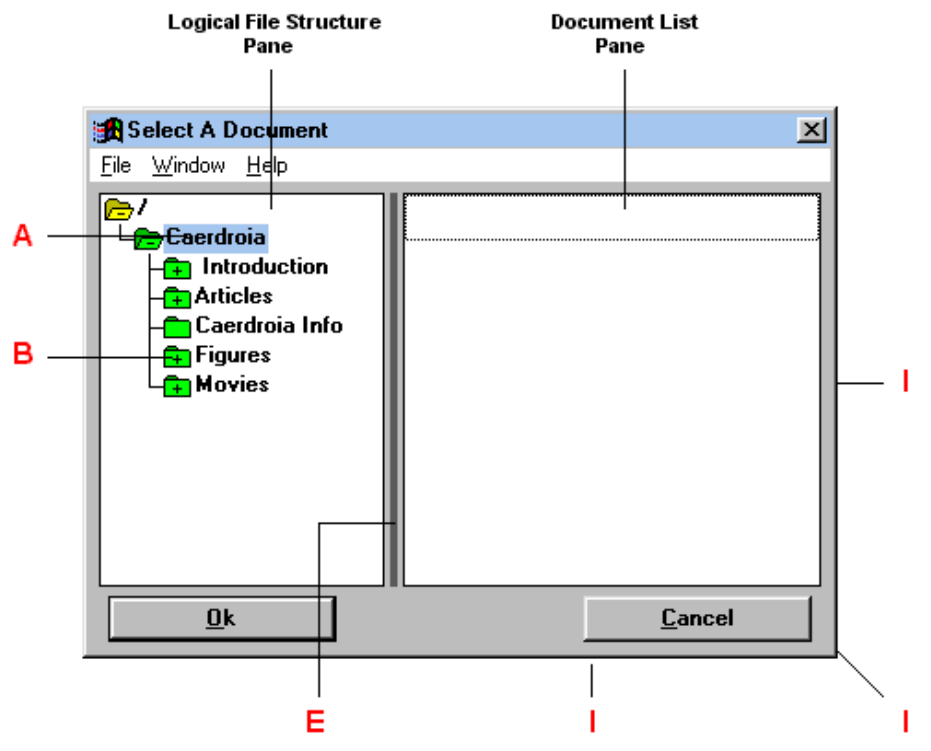 Logical File Structure
Pane
Document List
Pane
Select A Document
File Window Help
/
A
Caerdroia
Introduction
Articles
Caerdroia Info
B
Figures
I
Movies
Ok
Cancel
E
I
I